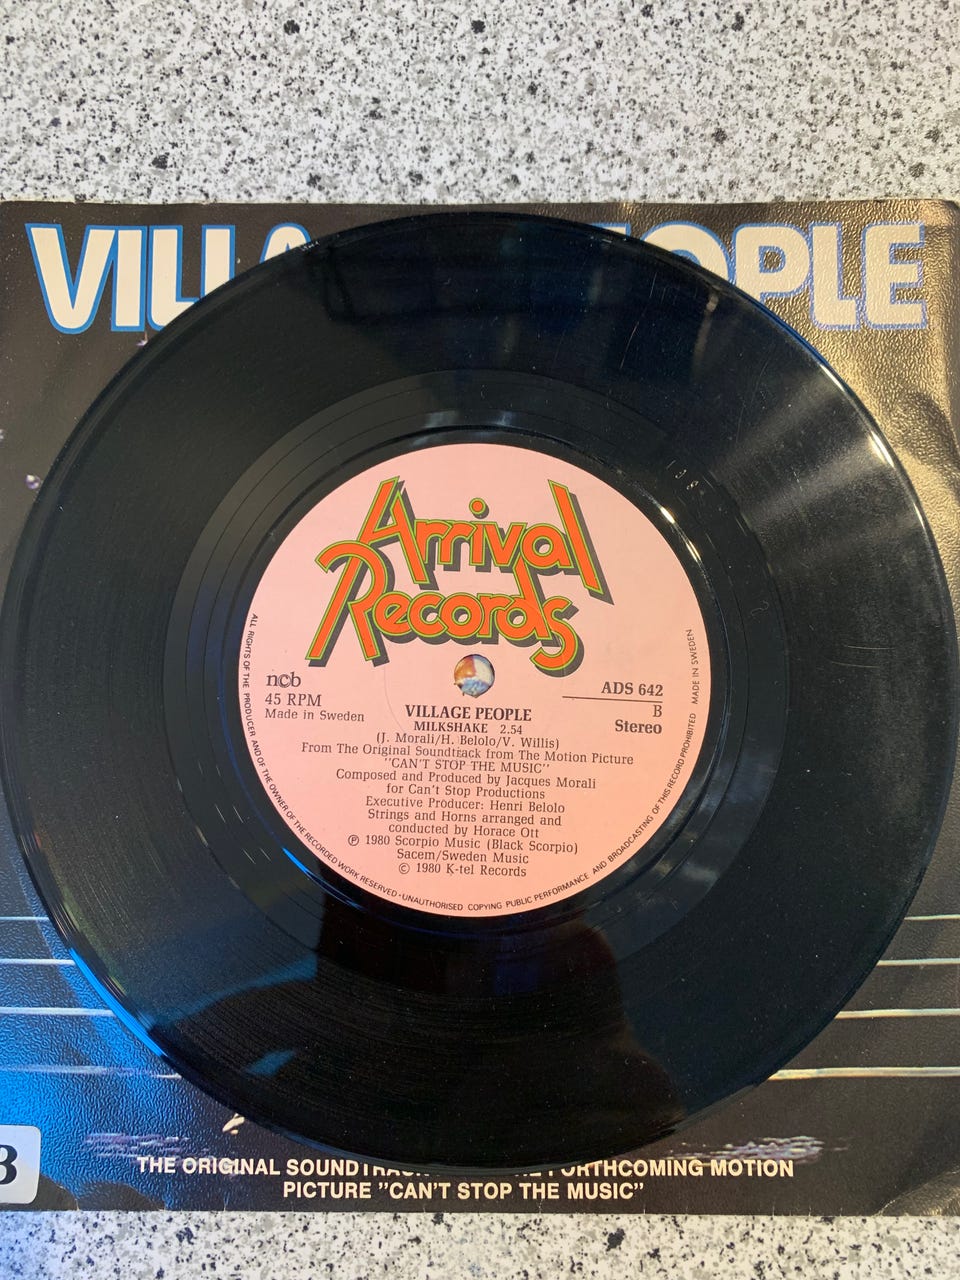 VILLA
OPLE
Arrival
Records
ncb
45 RPM
Made in Sweden
ADS 642
B
Stereo
VILLAGE PEOPLE
MILKSHAKE 2.54
(J. Morali/H. Belolo/V. Willis)
From The Original Soundtrack from The Motion Picture
"CAN'T STOP THE MUSIC"
Composed and Produced by Jacques Morali
for Can't Stop Productions
Executive Producer: Henri Belolo
Strings and Horns arranged and
conducted by Horace Ott
℗ 1980 Scorpio Music (Black Scorpio)
Sacem/Sweden Music
© 1980 K-tel Records
ALL RIGHTS OF THE PRODUCER AND OF THE OWNER OF THE RECORDED WORK RESERVED · UNAUTHORISED COPYING PUBLIC PERFORMANCE AND BROADCASTING OF THIS RECORD PROHIBITED MADE IN SWEDEN
THE ORIGINAL SOUNDTRA FORTHCOMING MOTION
PICTURE "CAN'T STOP THE MUSIC"